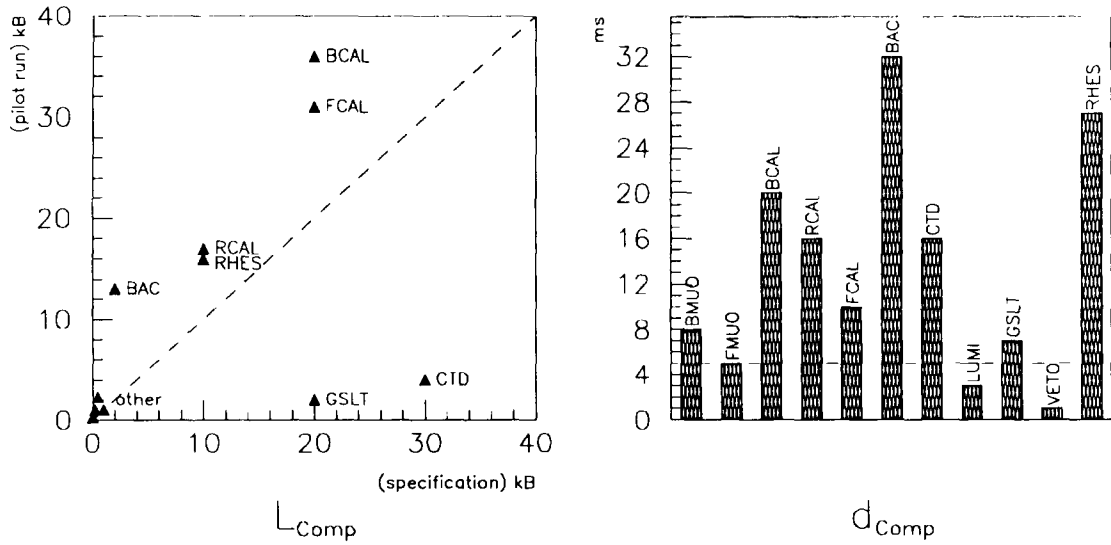 (pilot run) kB
40
30
20
10
0
BCAL
FCAL
RCAL
RHES
BAC
CTD
GSLT
other
0
10
20
30
40
(specification) kB
L Comp
ms
32
28
24
20
16
12
8
4
0
BMUO
FMUO
BCAL
RCAL
FCAL
BAC
CTD
LUMI
GSLT
VETO
RHES
d Comp